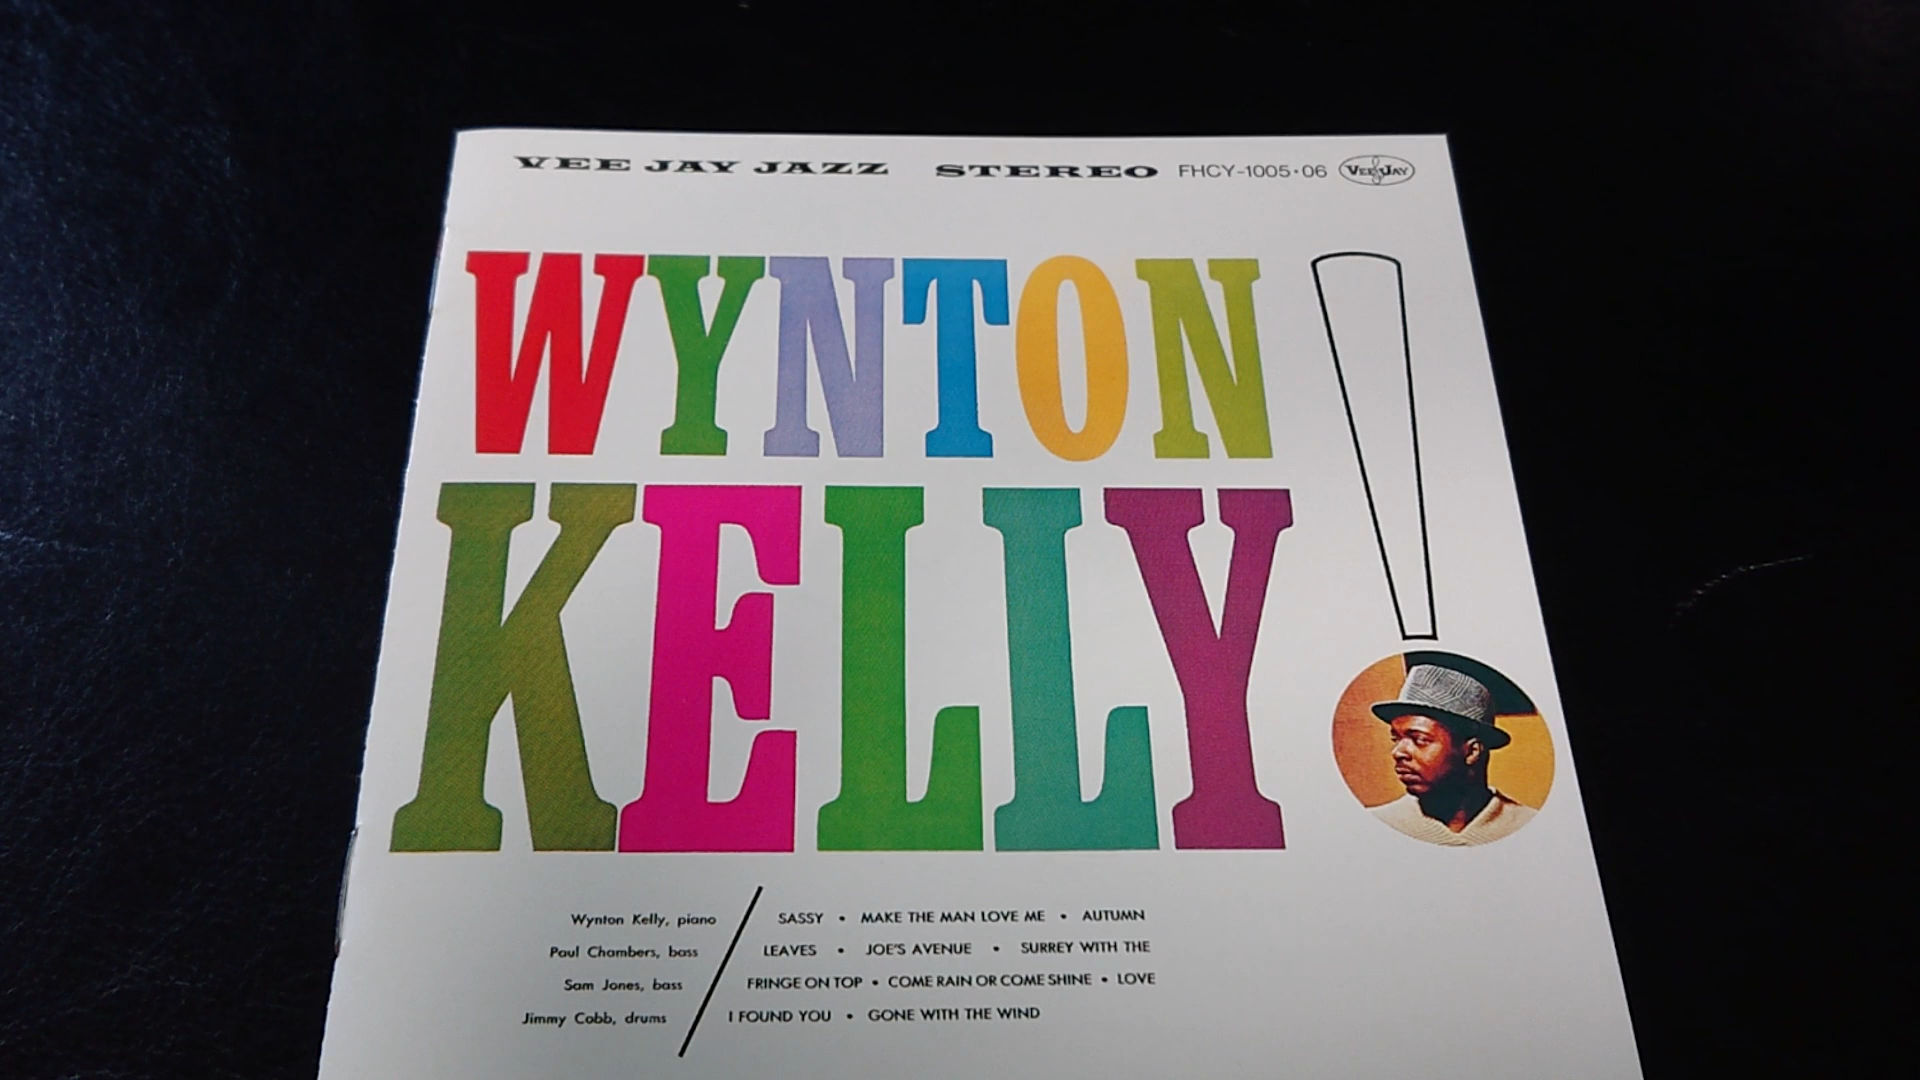 VEE JAY JAZZ STEREO FHCY-1005・06 VEE JAY
WYNTON
KELLY!
Wynton Kelly, piano
Paul Chambers, bass
Sam Jones, bass
Jimmy Cobb, drums
SASSY • MAKE THE MAN LOVE ME • AUTUMN
LEAVES • JOE'S AVENUE • SURREY WITH THE
FRINGE ON TOP • COME RAIN OR COME SHINE • LOVE
I FOUND YOU • GONE WITH THE WIND